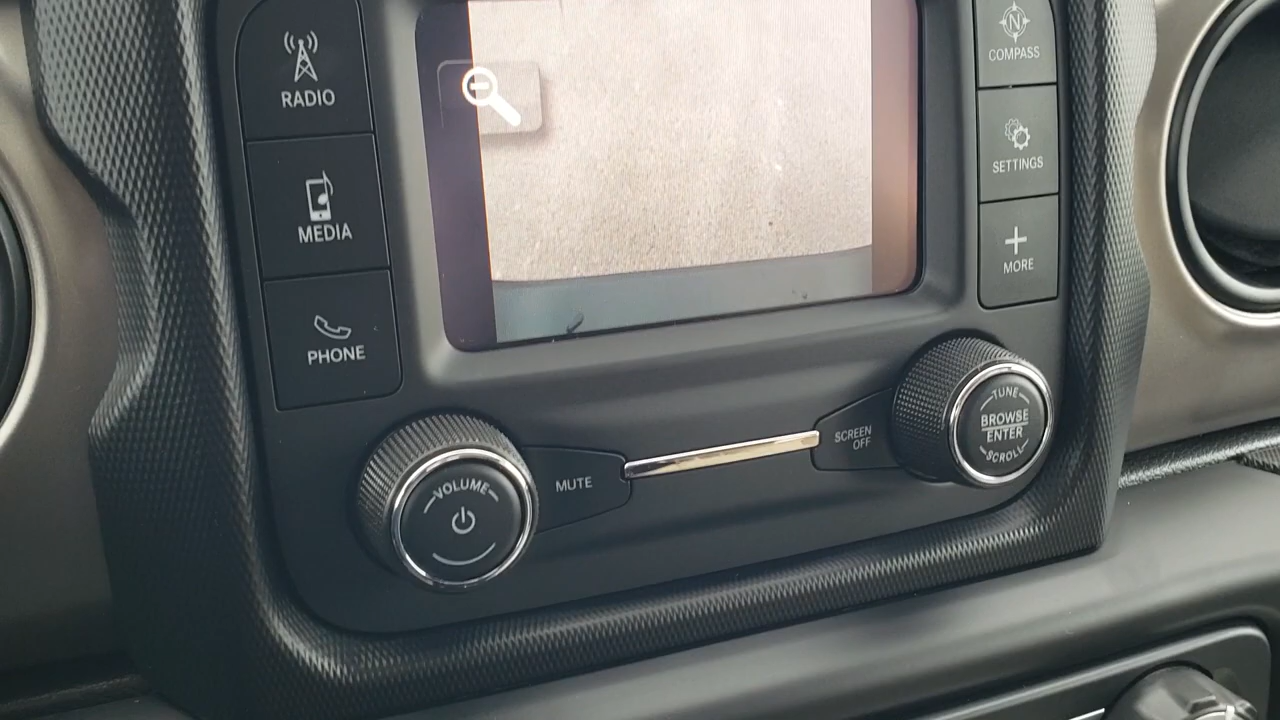 RADIO
MEDIA
PHONE
N
COMPASS
SETTINGS
MORE
VOLUME
MUTE
SCREEN
OFF
TUNE
BROWSE
ENTER
SCROLL